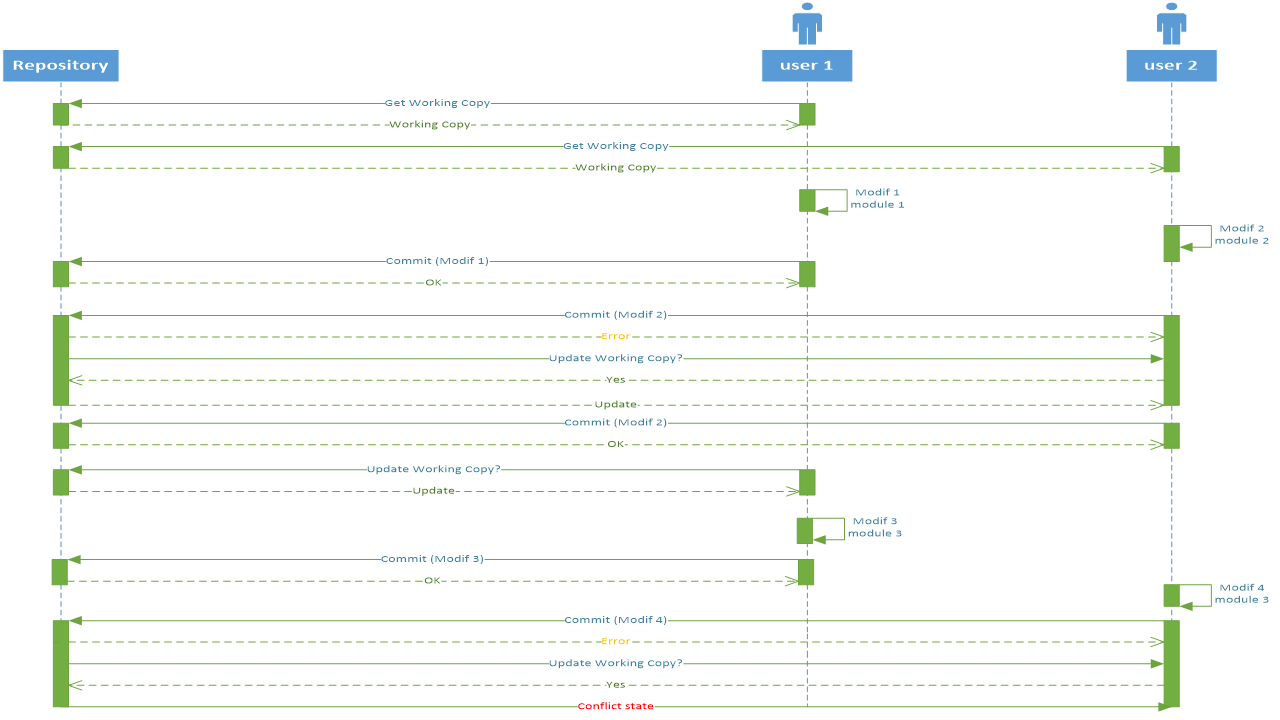 Repository
user 1
user 2
Get Working Copy
Working Copy
Get Working Copy
Working Copy
Modif 1
module 1
Modif 2
module 2
Commit (Modif 1)
OK
Commit (Modif 2)
Error
Update Working Copy?
Yes
Update
Commit (Modif 2)
OK
Update Working Copy?
Update
Modif 3
module 3
Commit (Modif 3)
OK
Modif 4
module 3
Commit (Modif 4)
Error
Update Working Copy?
Yes
Conflict state